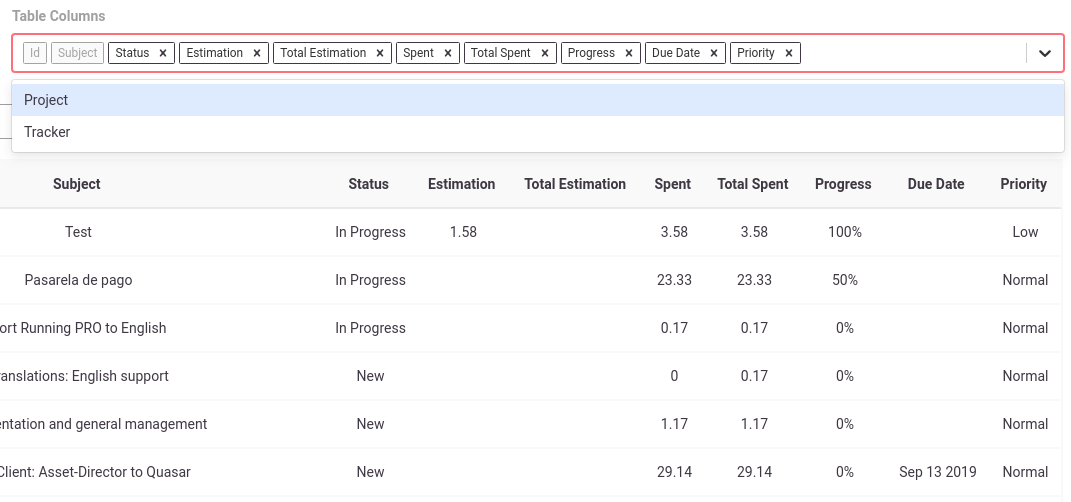 Table Columns
Id Subject Status × Estimation × Total Estimation × Spent × Total Spent × Progress × Due Date × Priority ×
Project
Tracker
Subject Status Estimation Total Estimation Spent Total Spent Progress Due Date Priority
Test In Progress 1.58 3.58 3.58 100% Low
Pasarela de pago In Progress 23.33 23.33 50% Normal
ort Running PRO to English In Progress 0.17 0.17 0% Normal
anslations: English support New 0 0.17 0% Normal
entation and general management New 1.17 1.17 0% Normal
Client: Asset-Director to Quasar New 29.14 29.14 0% Sep 13 2019 Normal